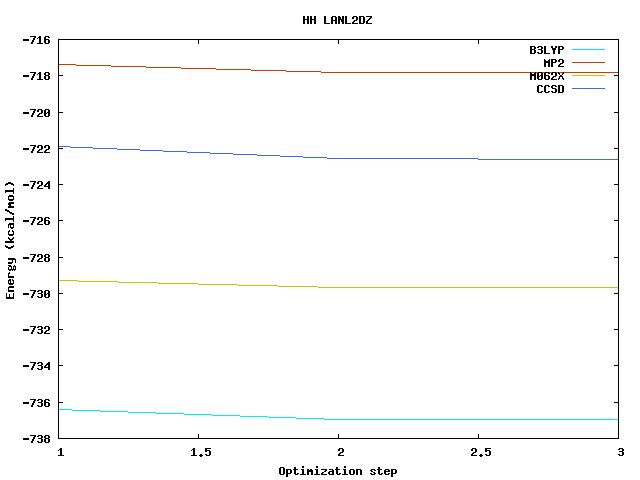 HH LANL2DZ
B3LYP
MP2
M062X
CCSD
-716
-718
-720
-722
-724
-726
-728
-730
-732
-734
-736
-738
Energy (kcal/mol)
1 1.5 2 2.5 3
Optimization step